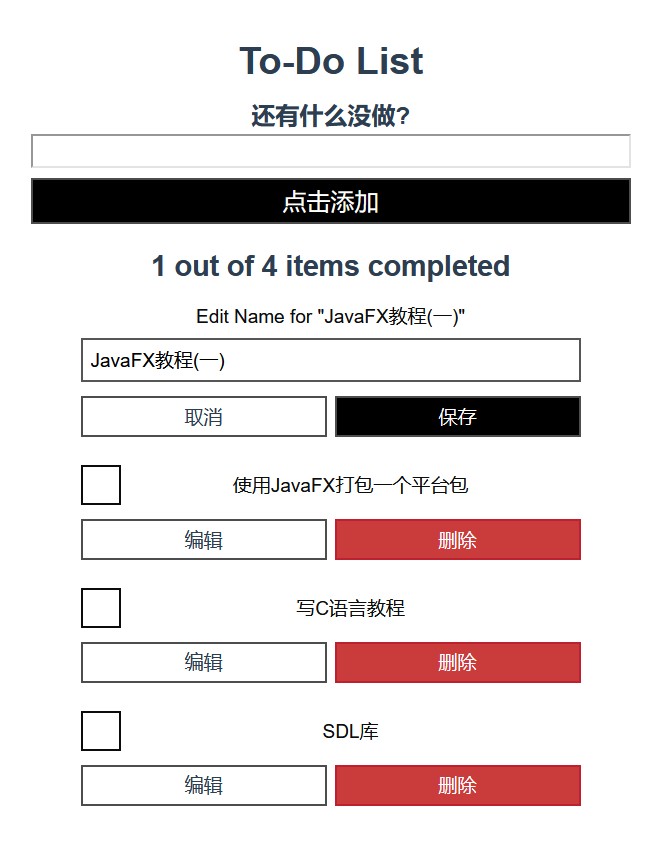 To-Do List
还有什么没做?
点击添加
1 out of 4 items completed
Edit Name for "JavaFX教程(一)"
JavaFX教程(一)
取消 保存
使用JavaFX打包一个平台包
编辑 删除
写C语言教程
编辑 删除
SDL库
编辑 删除